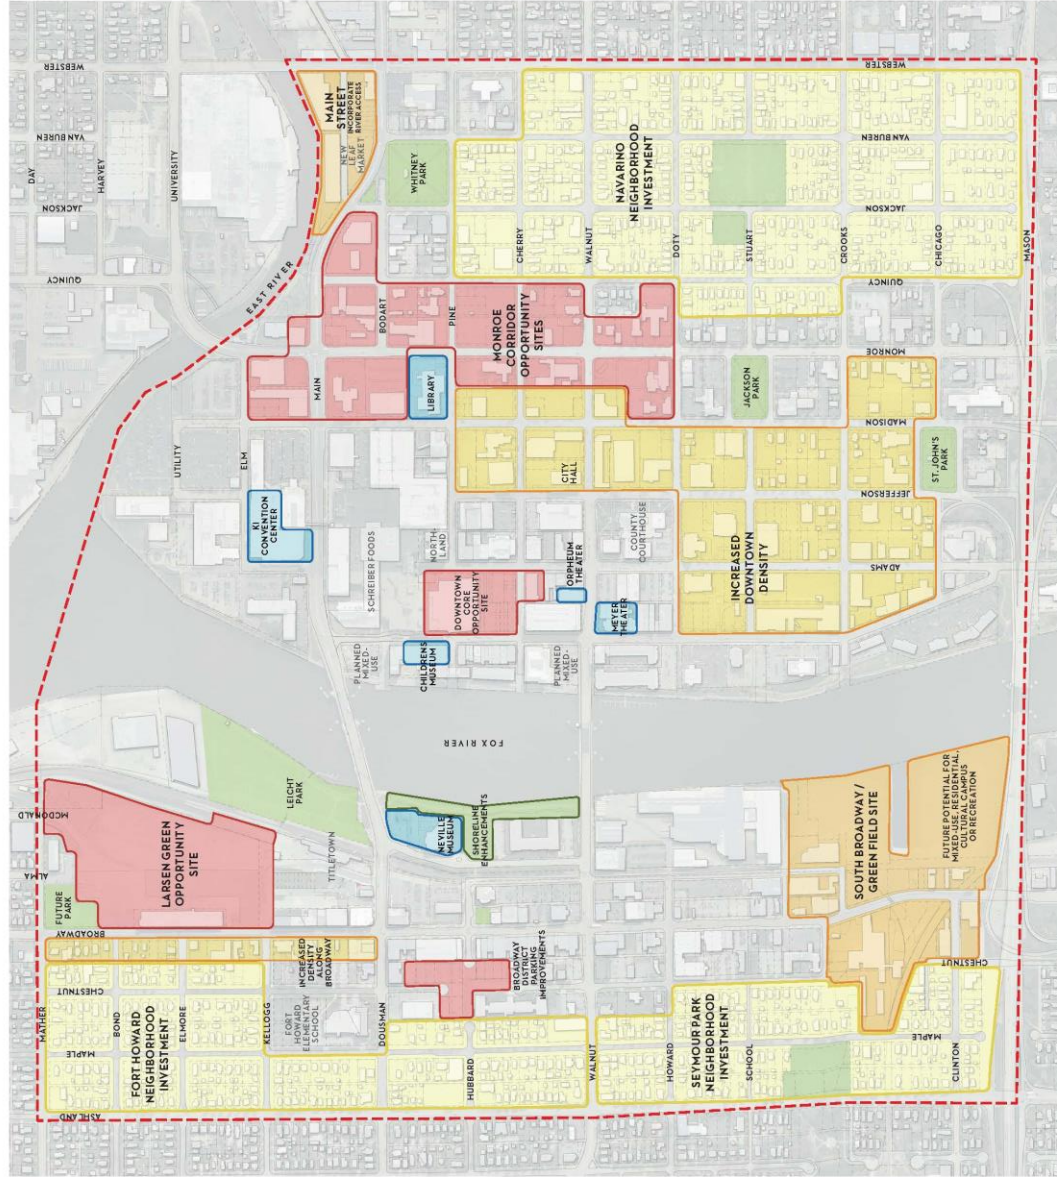 WEBSTER
VAN BUREN
DAY
JACKSON
HARVEY
UNIVERSITY
QUINCY
EAST RIVER
MAIN
STREET
INCORPORATE
RIVER ACCESS
NEW
LEAF
MARKET
WHITNEY
PARK
NAVARINO
NEIGHBORHOOD
INVESTMENT
WEBSTER
VAN BUREN
JACKSON
QUINCY
CHERRY
WALNUT
DOTY
STUART
CROOKS
CHICAGO
MASON
BODART
PINE
MAIN
MONROE
CORRIDOR
OPPORTUNITY
SITES
LIBRARY
MONROE
MADISON
JACKSON
PARK
ST. JOHN'S
PARK
JEFFERSON
ADAMS
UTILITY
ELM
KI
CONVENTION
CENTER
CITY
HALL
SCHREIBER FOODS
NORTH-
LAND
COUNTY
COURTHOUSE
INCREASED
DOWNTOWN
DENSITY
DOWNTOWN
CORE
OPPORTUNITY
SITE
ORPHEUM
THEATER
MEYER
THEATER
PLANNED
MIXED-
USE
CHILDRENS
MUSEUM
PLANNED
MIXED-
USE
FOX RIVER
MCDONALD
ALMA
FUTURE
PARK
BROADWAY
LARSEN GREEN
OPPORTUNITY
SITE
LEICHT
PARK
TITLETOWN
NEVILLE
MUSEUM
SHORELINE
ENHANCEMENTS
SOUTH BROADWAY /
GREEN FIELD SITE
FUTURE POTENTIAL FOR
MIXED-USE, RESIDENTIAL,
CULTURAL CAMPUS
OR RECREATION
INCREASED
DENSITY
ALONG
BROADWAY
BROADWAY
DISTRICT
PARKING
IMPROVEMENTS
CHESTNUT
CHESTNUT
MATHER
BOND
ELMORE
KELLOGG
FORT
HOWARD
ELEMENTARY
SCHOOL
DOUSMAN
HUBBARD
WALNUT
HOWARD
SCHOOL
CLINTON
MAPLE
MAPLE
FORT HOWARD
NEIGHBORHOOD
INVESTMENT
SEYMOUR PARK
NEIGHBORHOOD
INVESTMENT
ASHLAND